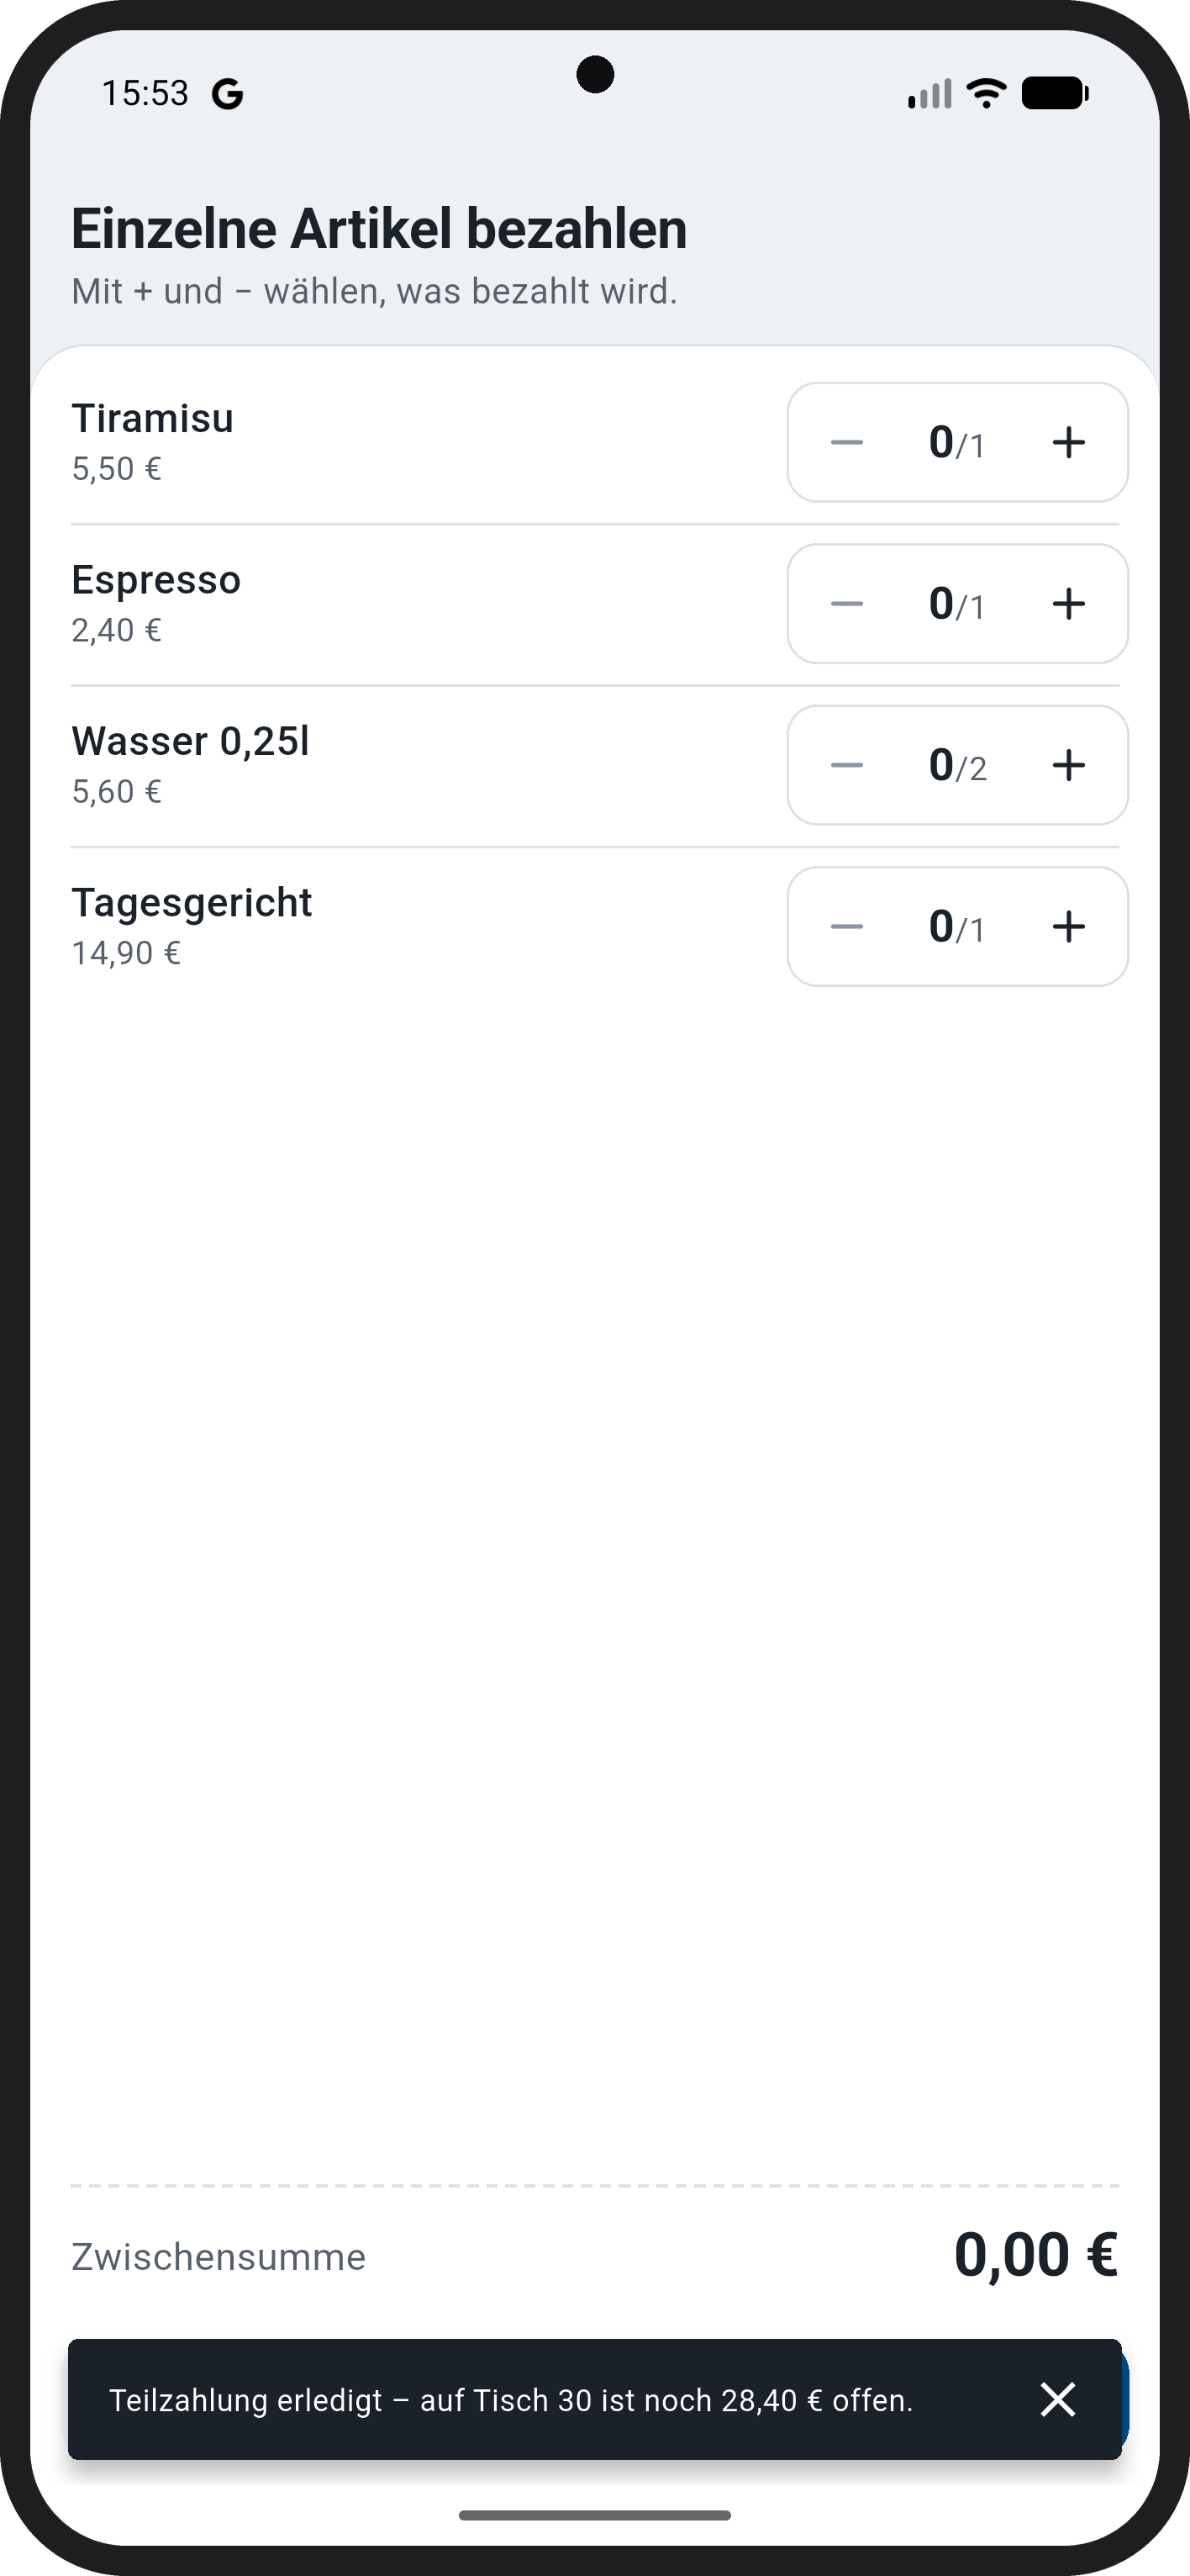 15:53 G
Einzelne Artikel bezahlen
Mit + und − wählen, was bezahlt wird.
Tiramisu
5,50 €
− 0/1 +
Espresso
2,40 €
− 0/1 +
Wasser 0,25l
5,60 €
− 0/2 +
Tagesgericht
14,90 €
− 0/1 +
Zwischensumme 0,00 €
Teilzahlung erledigt – auf Tisch 30 ist noch 28,40 € offen.